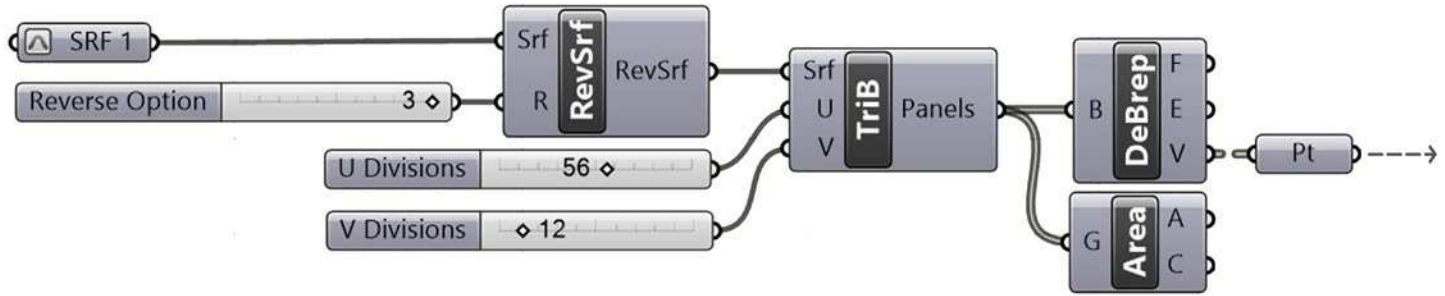 SRF 1
Reverse Option 3
Srf
R
RevSrf
RevSrf
U Divisions 56
V Divisions 12
Srf
U
V
TriB
Panels
B
DeBrep
F
E
V
Pt
G
Area
A
C